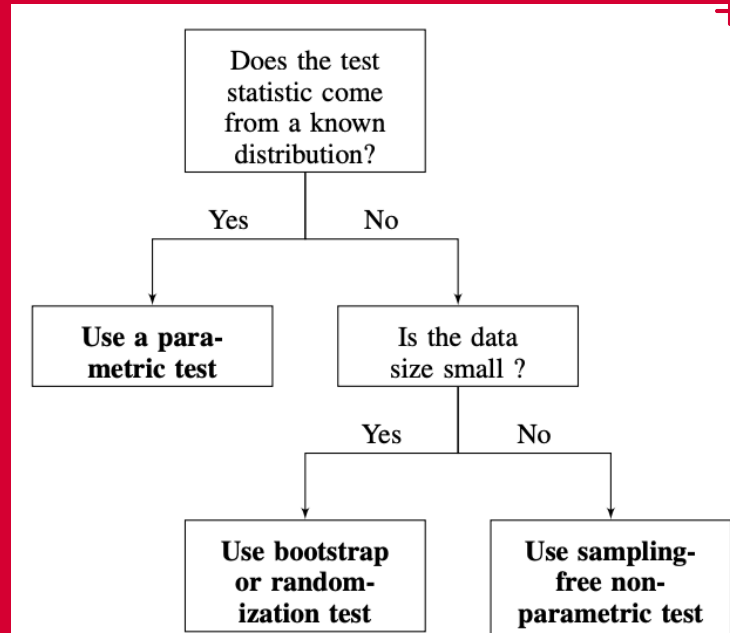 Does the test
statistic come
from a known
distribution?
Yes
No
Use a para-
metric test
Is the data
size small ?
Yes
No
Use bootstrap
or random-
ization test
Use sampling-
free non-
parametric test